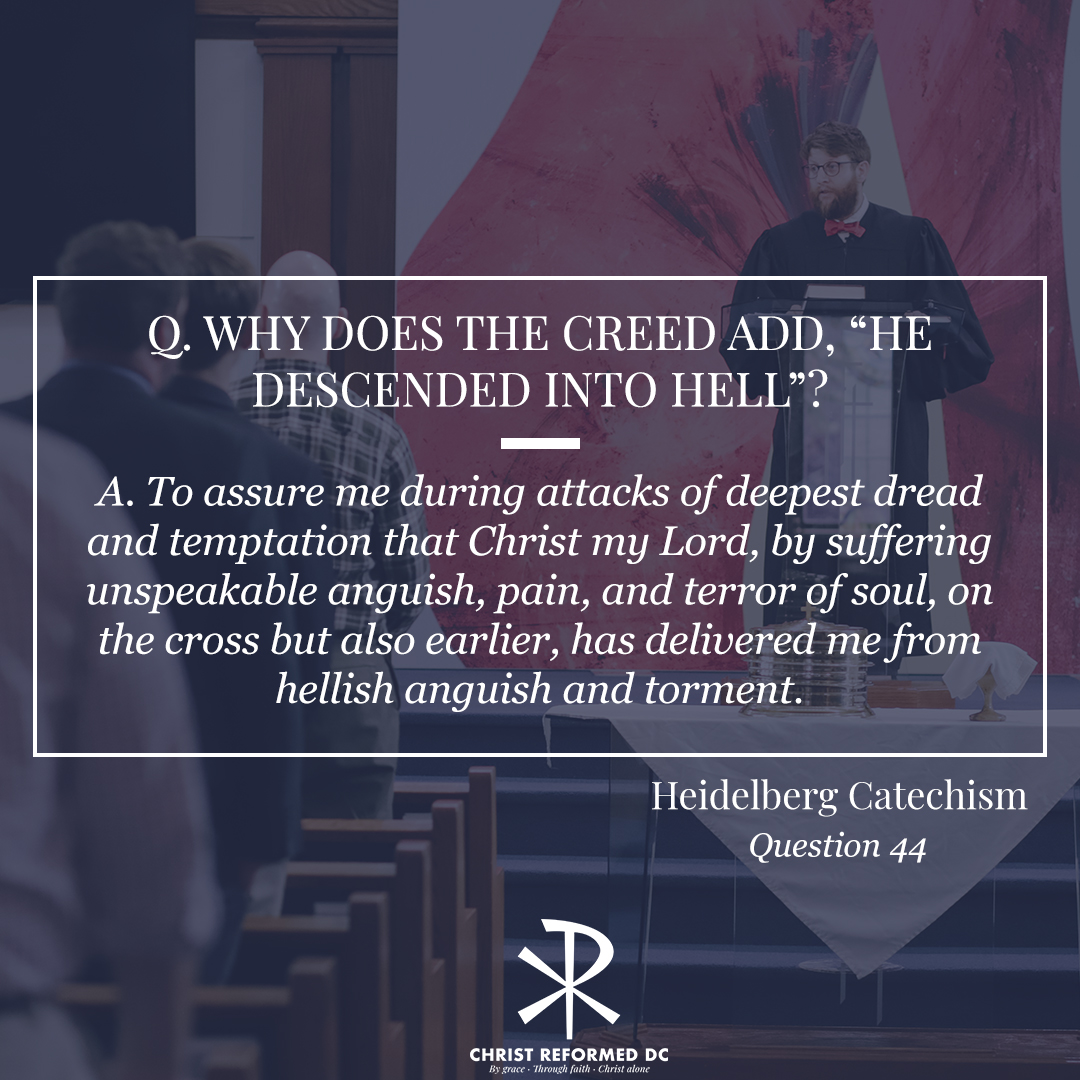 Q. WHY DOES THE CREED ADD, “HE
DESCENDED INTO HELL”?
A. To assure me during attacks of deepest dread
and temptation that Christ my Lord, by suffering
unspeakable anguish, pain, and terror of soul, on
the cross but also earlier, has delivered me from
hellish anguish and torment.
Heidelberg Catechism
Question 44
CHRIST REFORMED DC
By grace · Through faith · Christ alone